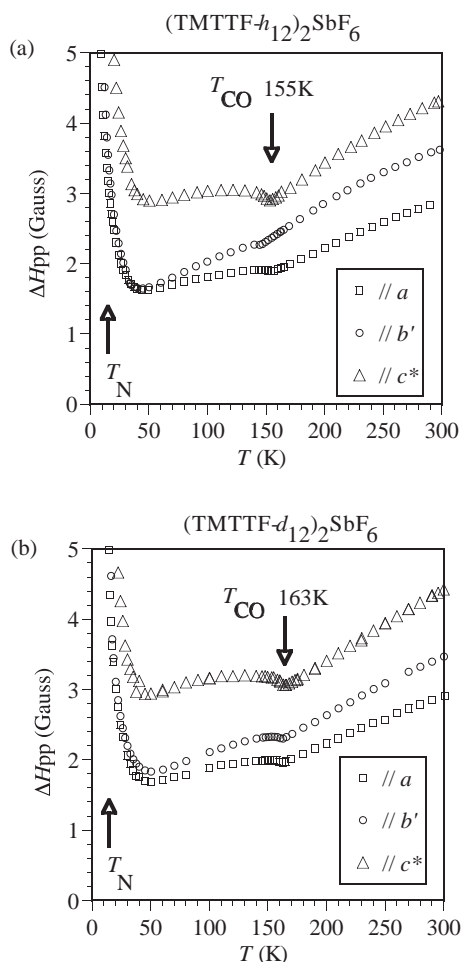 (TMTTF-h12)2SbF6
(a)
5
4
3
2
1
0
ΔHpp (Gauss)
TCO 155K
TN
// a
// b'
// c*
0 50 100 150 200 250 300
T (K)
(TMTTF-d12)2SbF6
(b)
5
4
3
2
1
0
ΔHpp (Gauss)
TCO 163K
TN
// a
// b'
// c*
0 50 100 150 200 250 300
T (K)